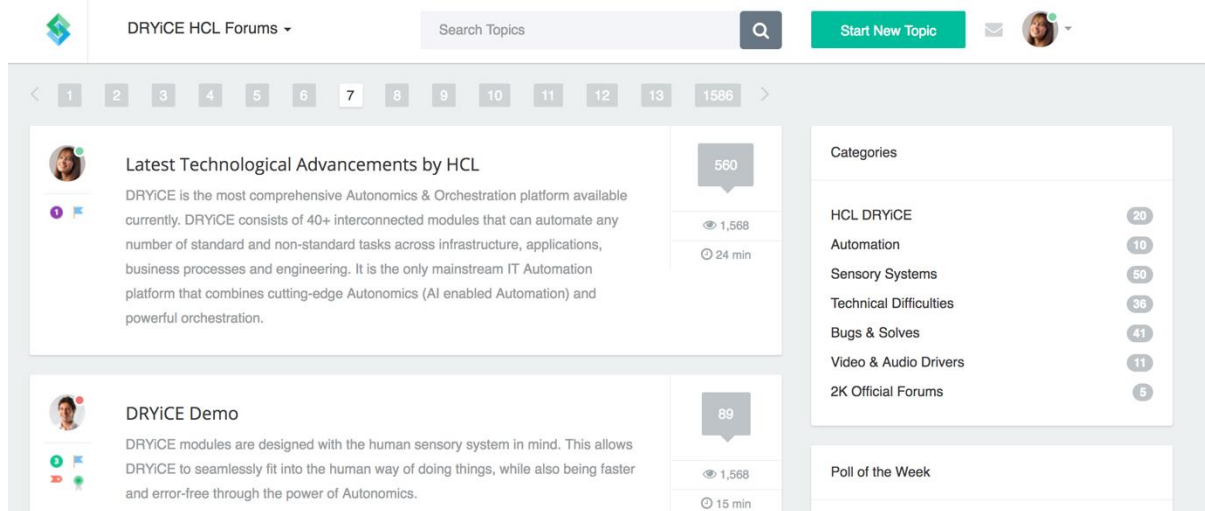 DRYiCE HCL Forums
Search Topics
Start New Topic
1 2 3 4 5 6 7 8 9 10 11 12 13 1586
Latest Technological Advancements by HCL
DRYiCE is the most comprehensive Autonomics & Orchestration platform available
currently. DRYiCE consists of 40+ interconnected modules that can automate any
number of standard and non-standard tasks across infrastructure, applications,
business processes and engineering. It is the only mainstream IT Automation
platform that combines cutting-edge Autonomics (AI enabled Automation) and
powerful orchestration.
1
560
1,568
24 min
DRYiCE Demo
DRYiCE modules are designed with the human sensory system in mind. This allows
DRYiCE to seamlessly fit into the human way of doing things, while also being faster
and error-free through the power of Autonomics.
3
89
1,568
15 min
Categories
HCL DRYiCE 20
Automation 10
Sensory Systems 50
Technical Difficulties 36
Bugs & Solves 41
Video & Audio Drivers 11
2K Official Forums 5
Poll of the Week